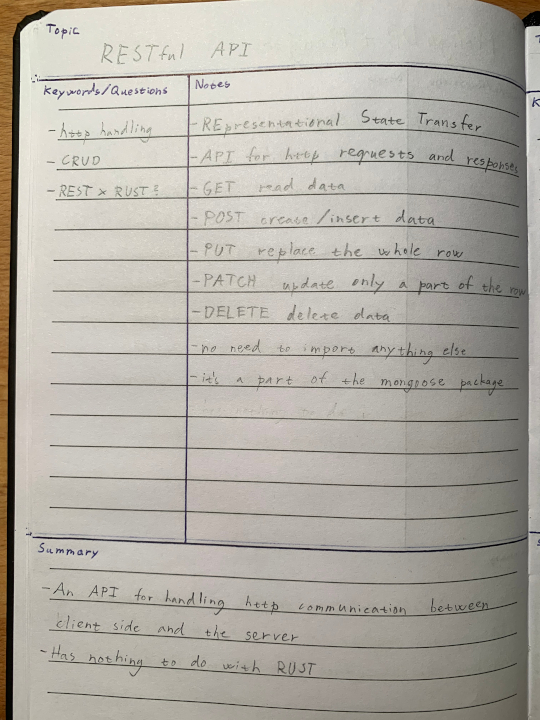 Topic
RESTful API
Keywords/Questions
Notes
- http handling
- CRUD
- REST x RUST?
- REpresentational State Transfer
- API for http requests and responses
- GET read data
- POST create/insert data
- PUT replace the whole row
- PATCH update only a part of the row
- DELETE delete data
- no need to import anything else
- it's a part of the mongoose package
Summary
- An API for handling http communication between
client side and the server
- Has nothing to do with RUST